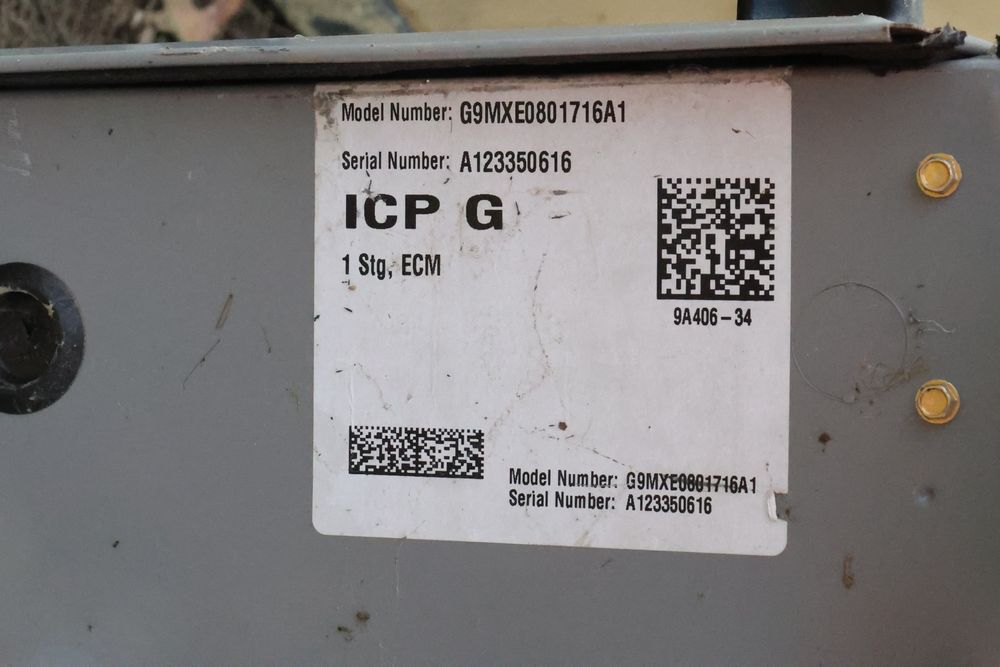 Model Number: G9MXE0801716A1
Serial Number: A123350616
ICP G
1 Stg, ECM
9A406-34
Model Number: G9MXE0801716A1
Serial Number: A123350616